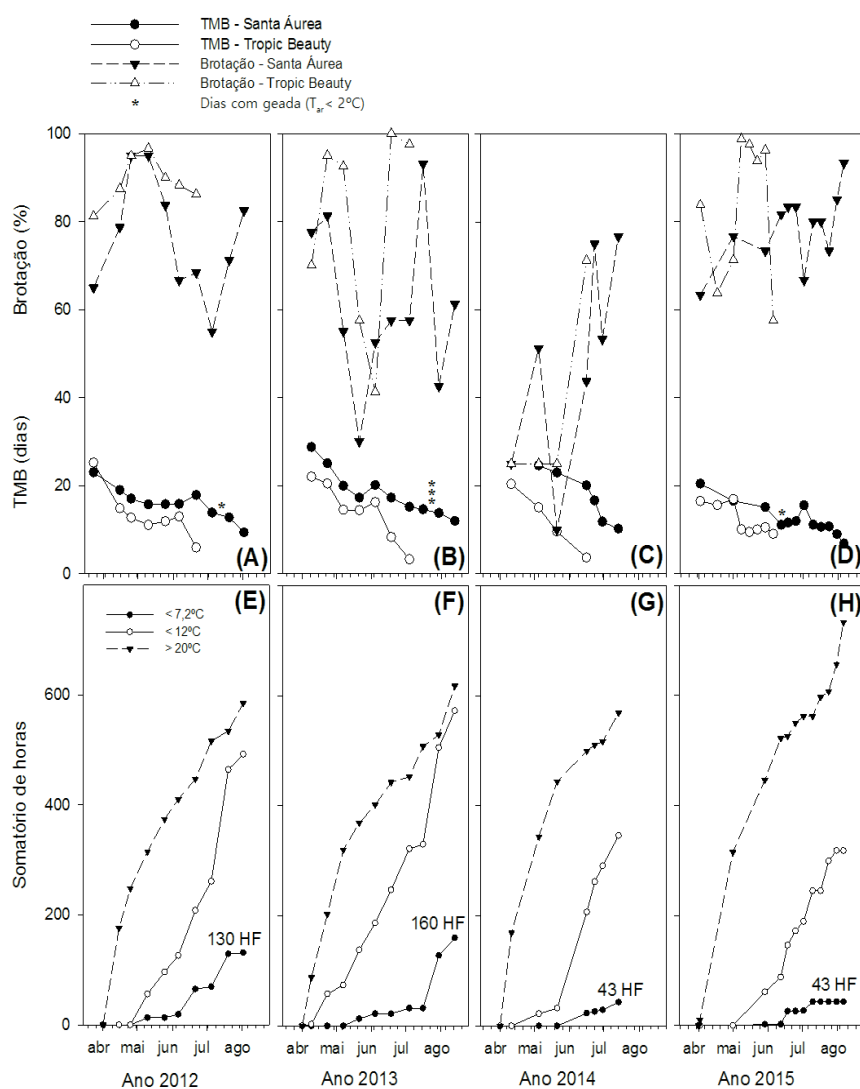 TMB - Santa Áurea
TMB - Tropic Beauty
Brotação - Santa Áurea
Brotação - Tropic Beauty
* Dias com geada (Tar < 2ºC)
Brotação (%)
TMB (dias)
100
80
60
40
20
0
*
(A)
*
*
*
(B)
(C)
*
(D)
Somatório de horas
600
400
200
0
(E)
< 7,2ºC
< 12ºC
> 20ºC
130 HF
(F)
160 HF
(G)
43 HF
(H)
43 HF
abr mai jun jul ago
abr mai jun jul ago
abr mai jun jul ago
abr mai jun jul ago
Ano 2012
Ano 2013
Ano 2014
Ano 2015